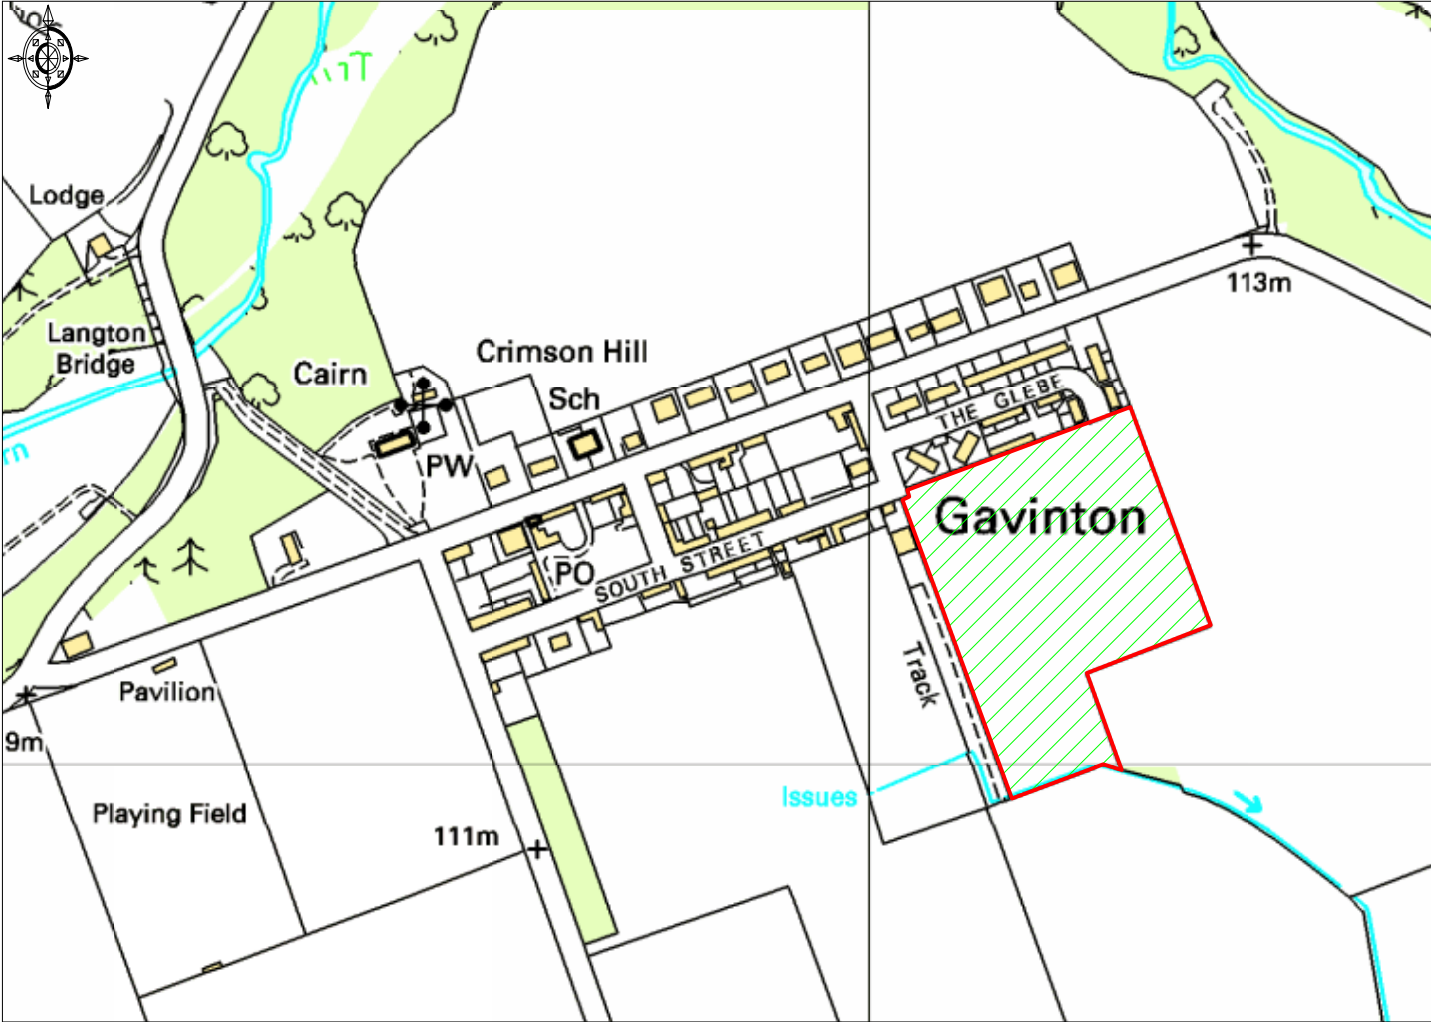 Lodge
Langton
Bridge
Cairn
Crimson Hill
Sch
PW
113m
THE GLEBE
Gavinton
PO
SOUTH STREET
Track
Pavilion
9m
Playing Field
111m
Issues
rn